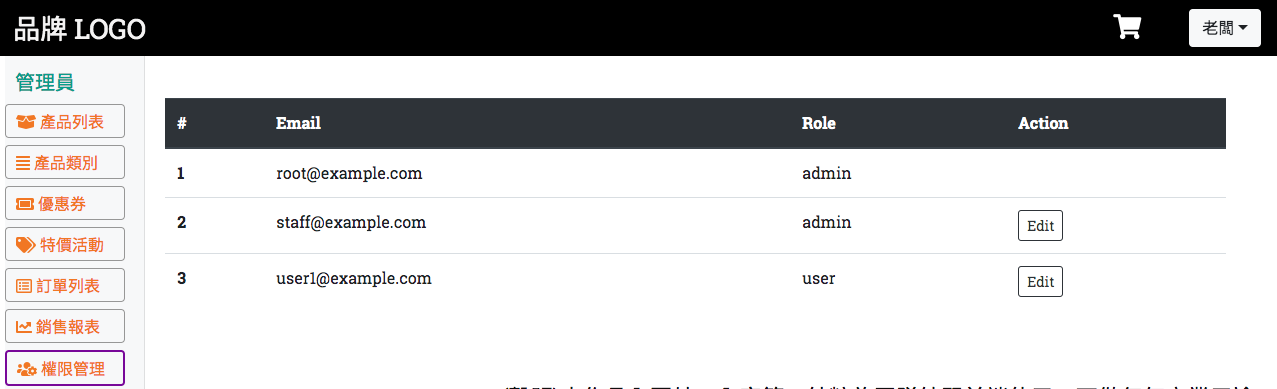 品牌 LOGO
老闆
管理員
產品列表
產品類別
優惠券
特價活動
訂單列表
銷售報表
權限管理
# Email Role Action
1 root@example.com admin
2 staff@example.com admin Edit
3 user1@example.com user Edit